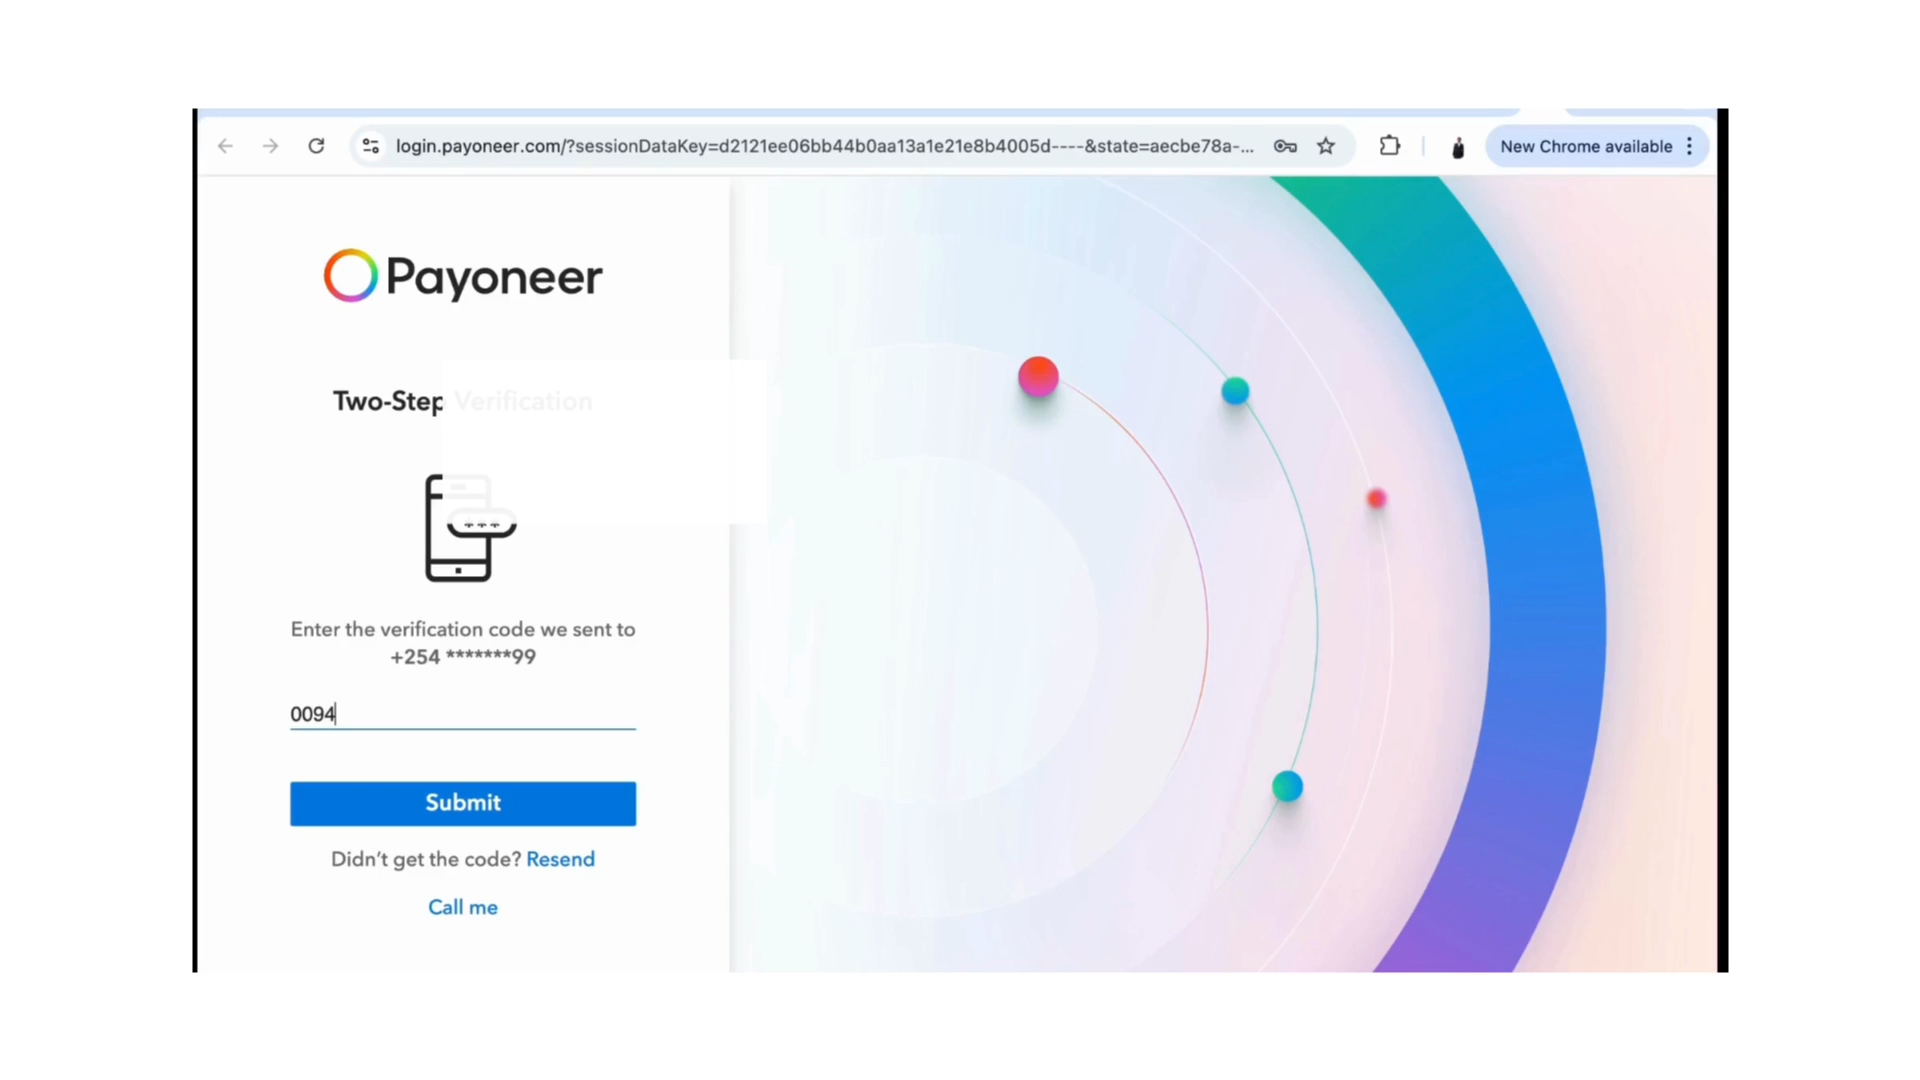 login.payoneer.com/?sessionDataKey=d2121ee06bb44b0aa13a1e21e8b4005d----&state=aecbe78a-...
New Chrome available
Payoneer
Two-Step Verification
Enter the verification code we sent to
+254 *******99
0094
Submit
Didn't get the code? Resend
Call me